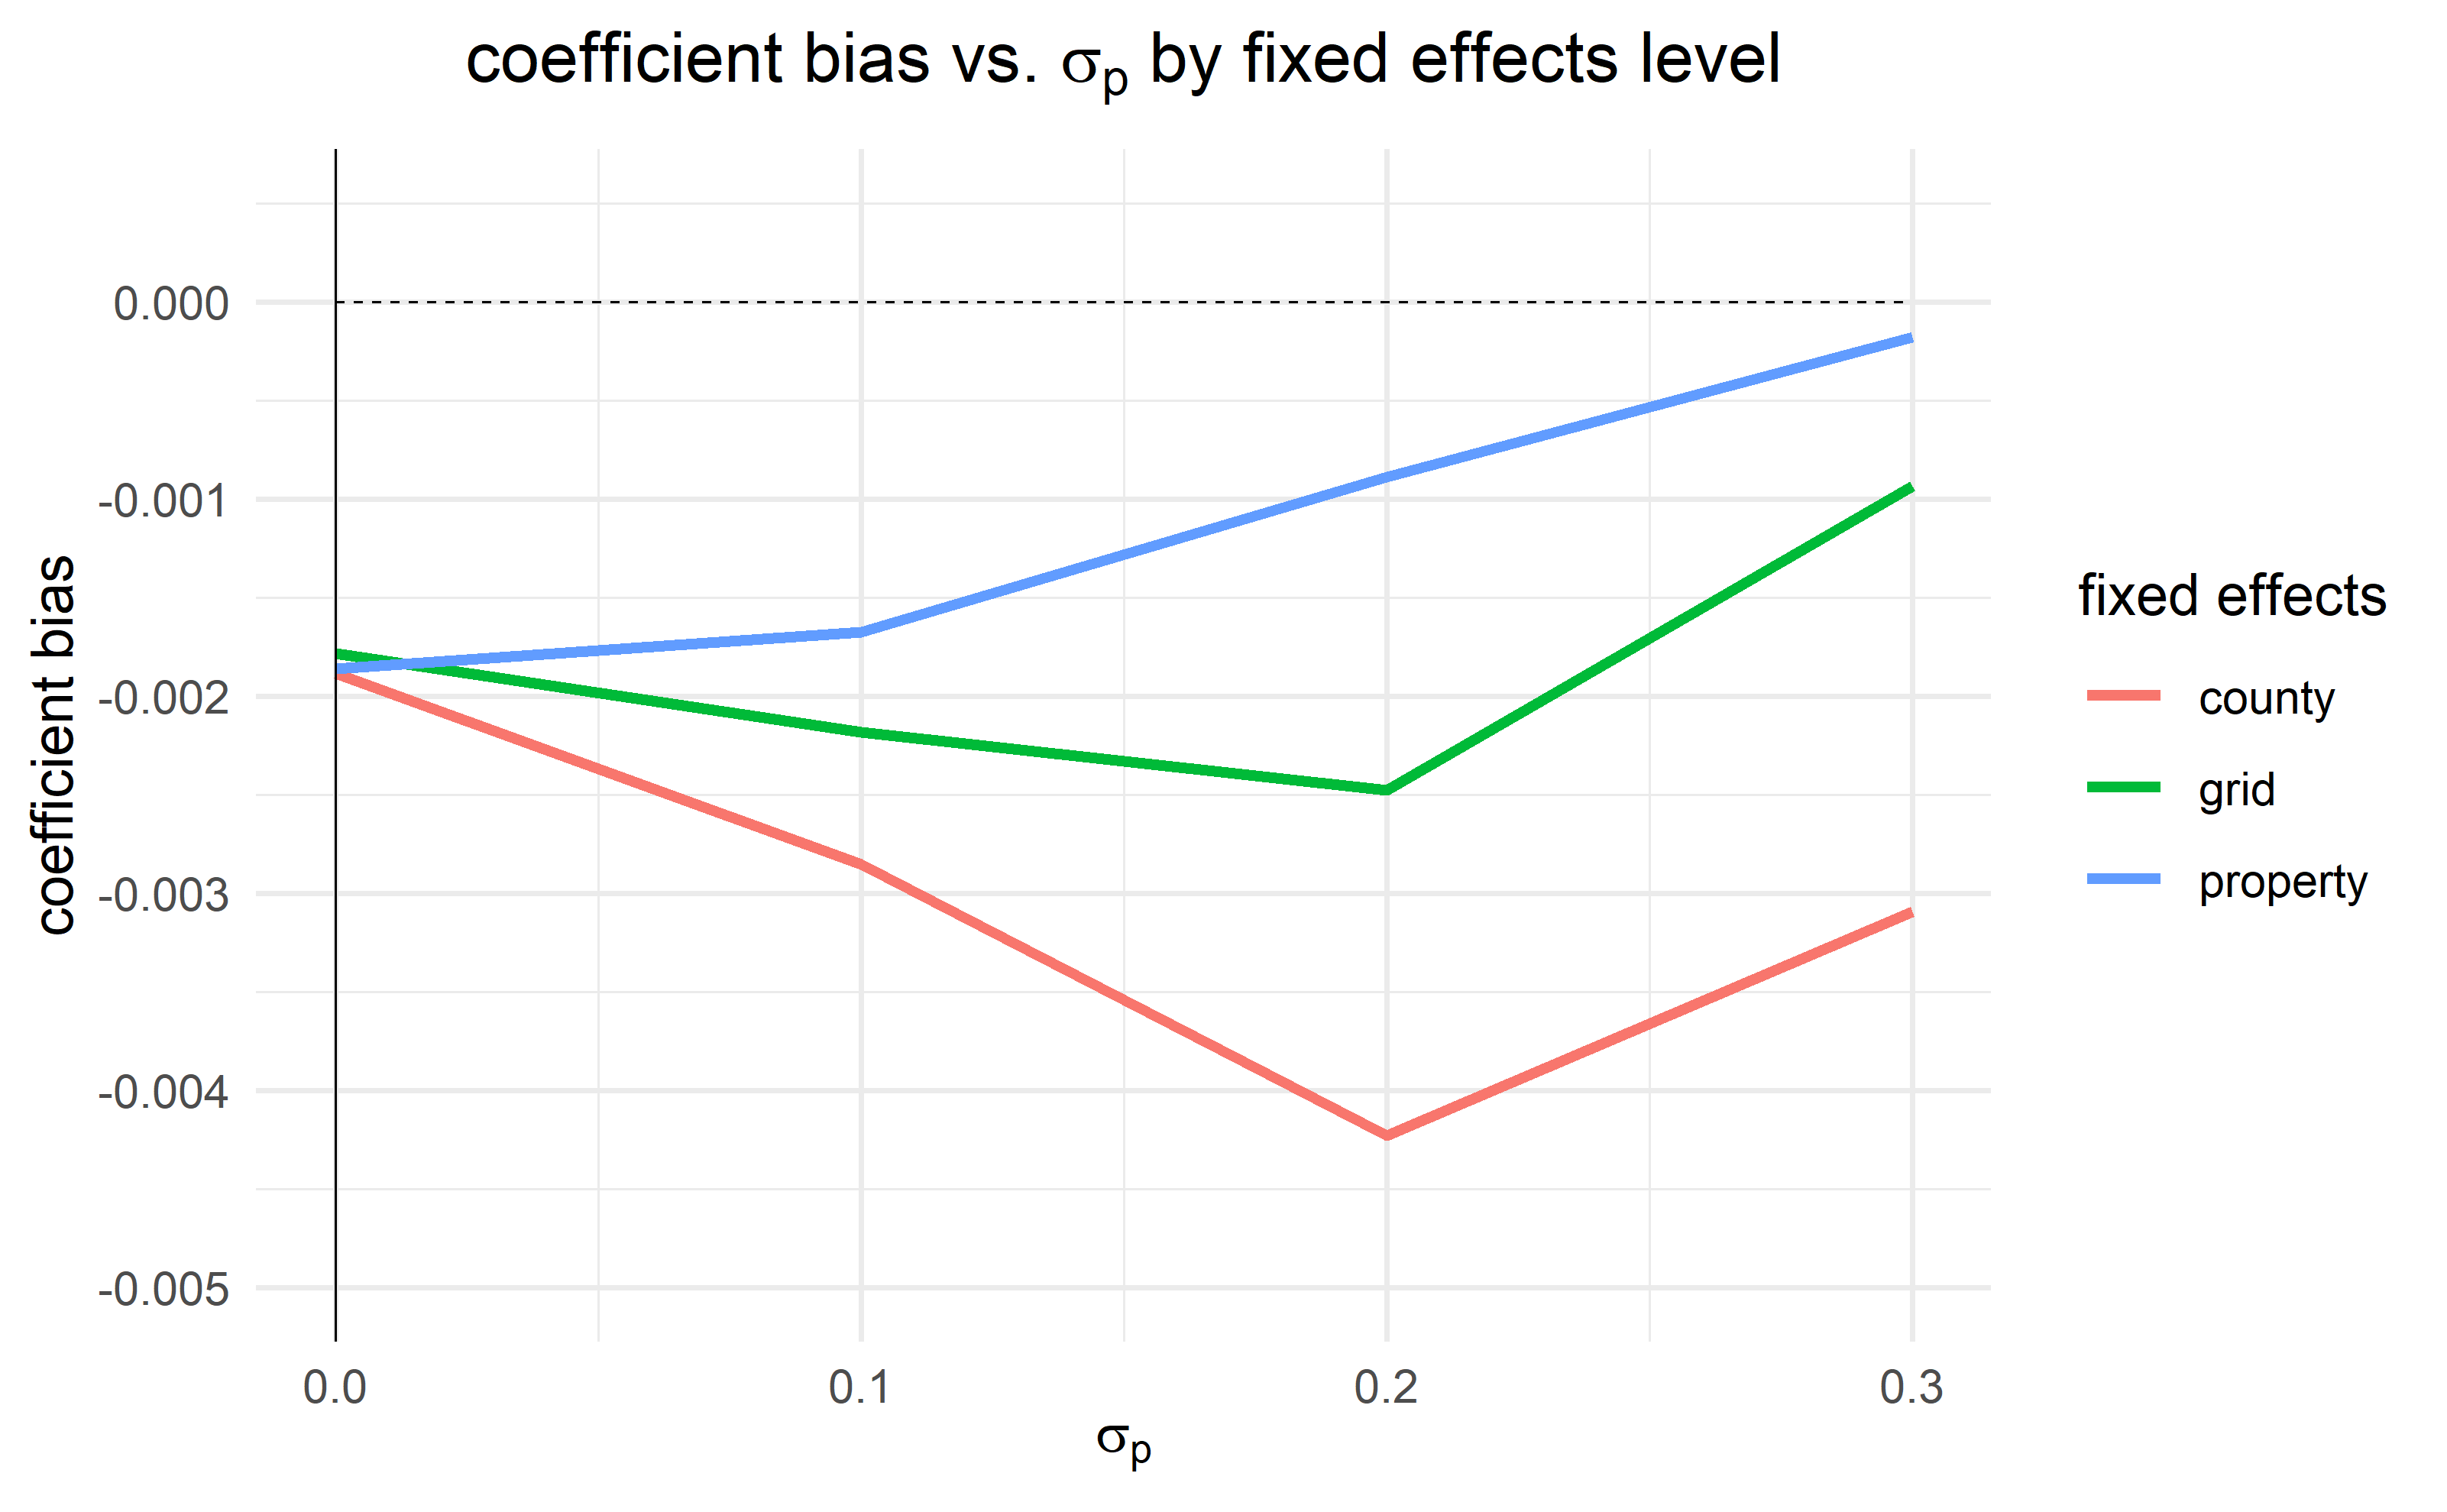 coefficient bias vs. σp by fixed effects level
coefficient bias
0.000
-0.001
-0.002
-0.003
-0.004
-0.005
0.0 0.1 0.2 0.3
σp
fixed effects
county
grid
property